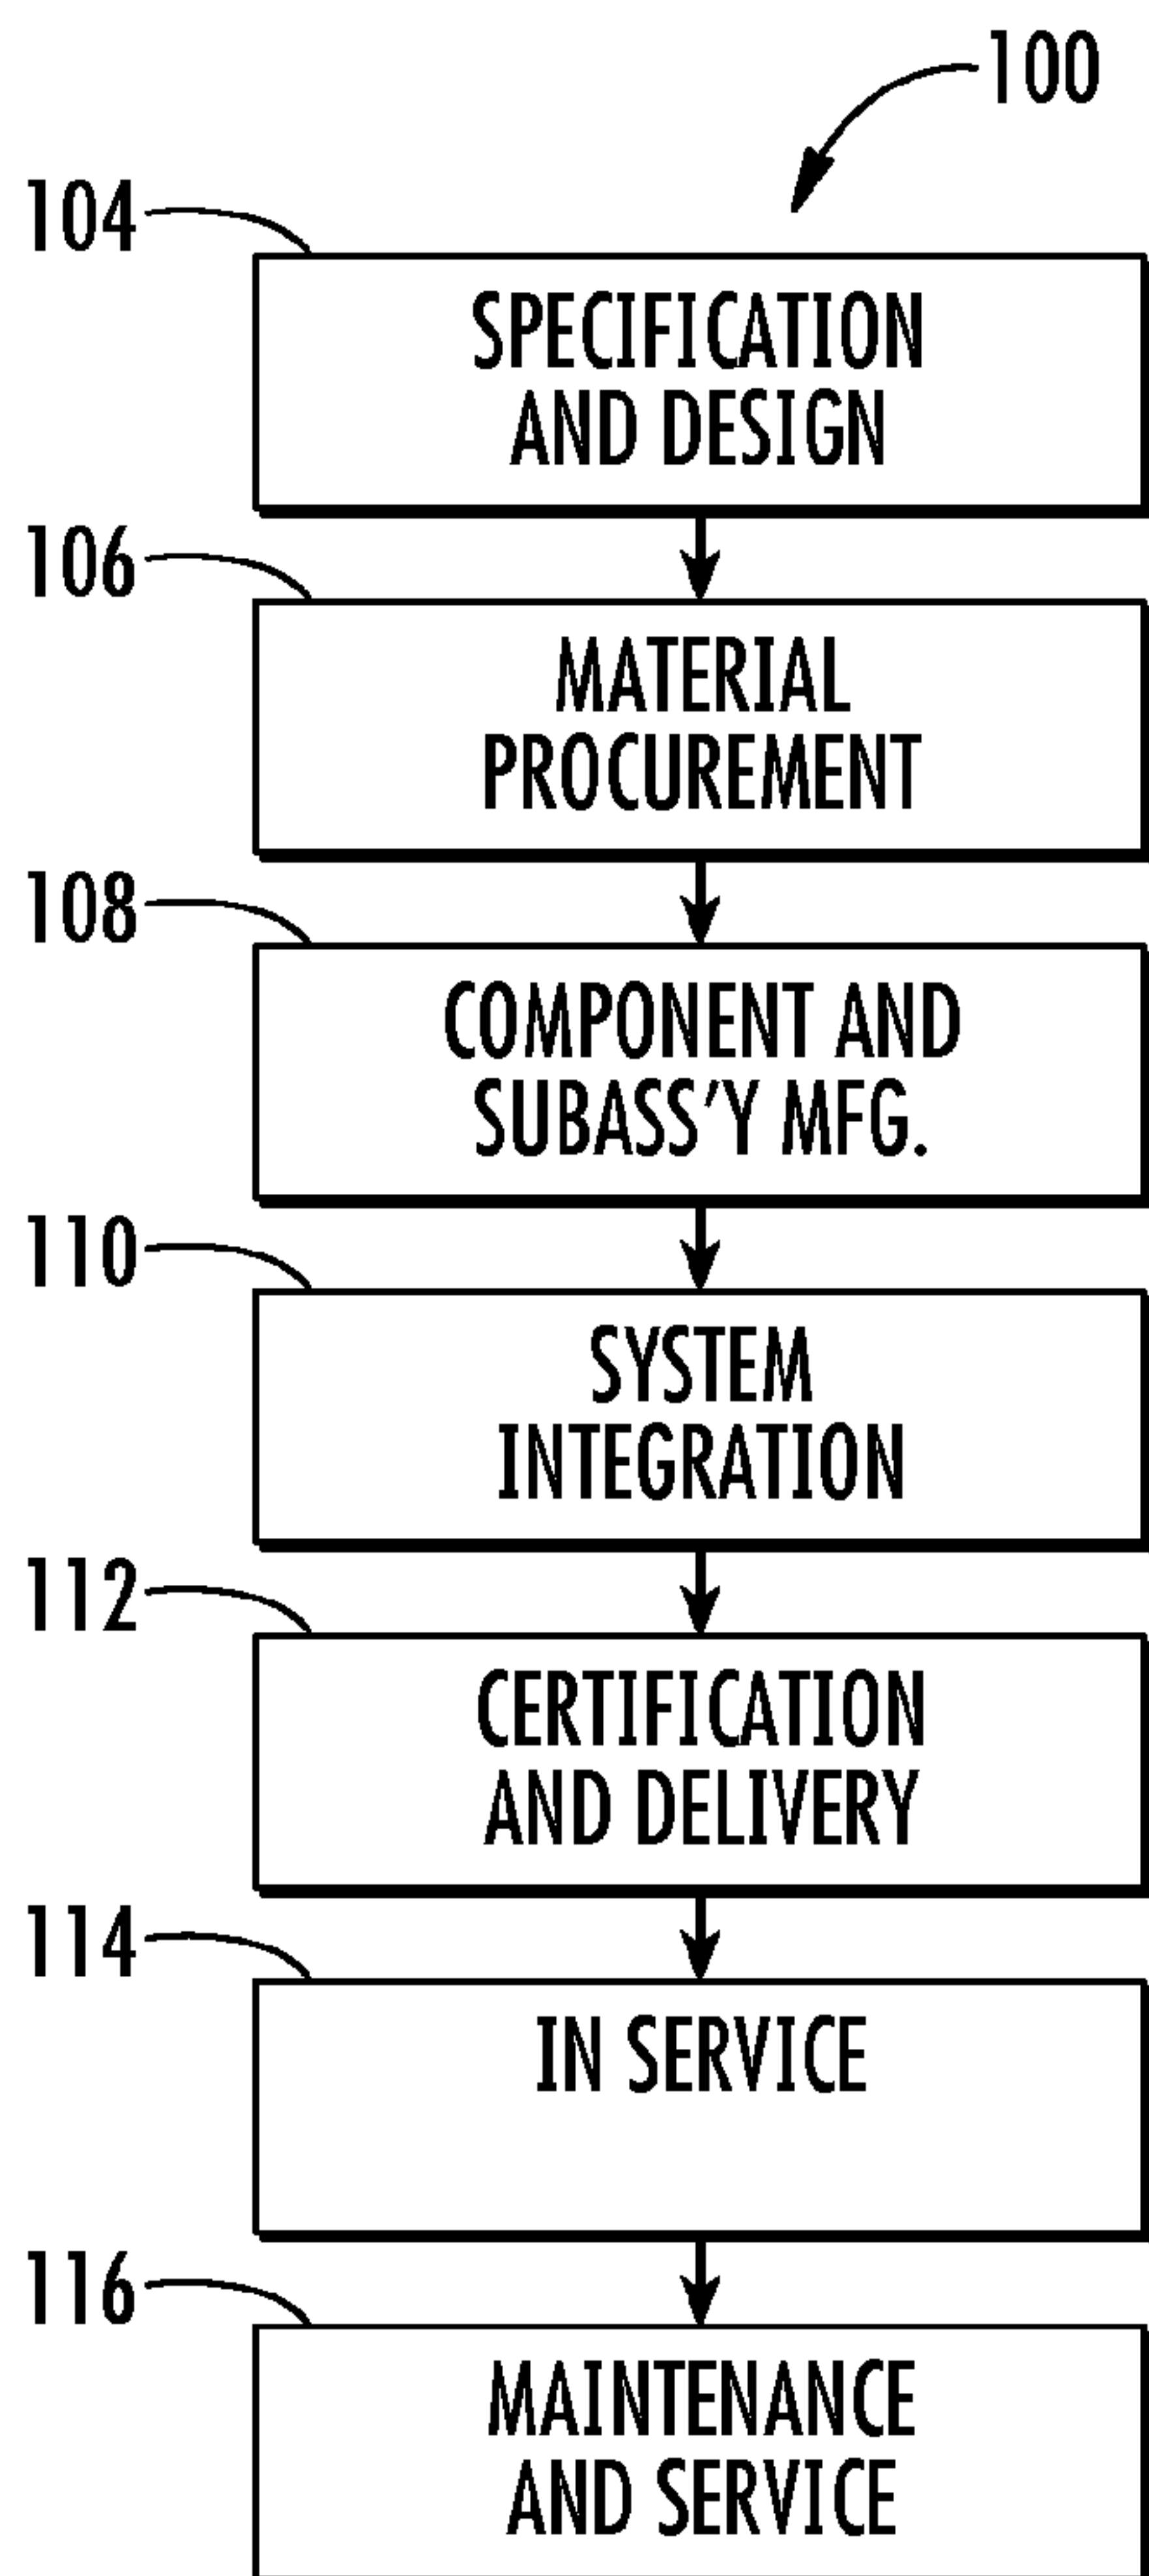 100
104
SPECIFICATION
AND DESIGN
106
MATERIAL
PROCUREMENT
108
COMPONENT AND
SUBASS'Y MFG.
110
SYSTEM
INTEGRATION
112
CERTIFICATION
AND DELIVERY
114
IN SERVICE
116
MAINTENANCE
AND SERVICE